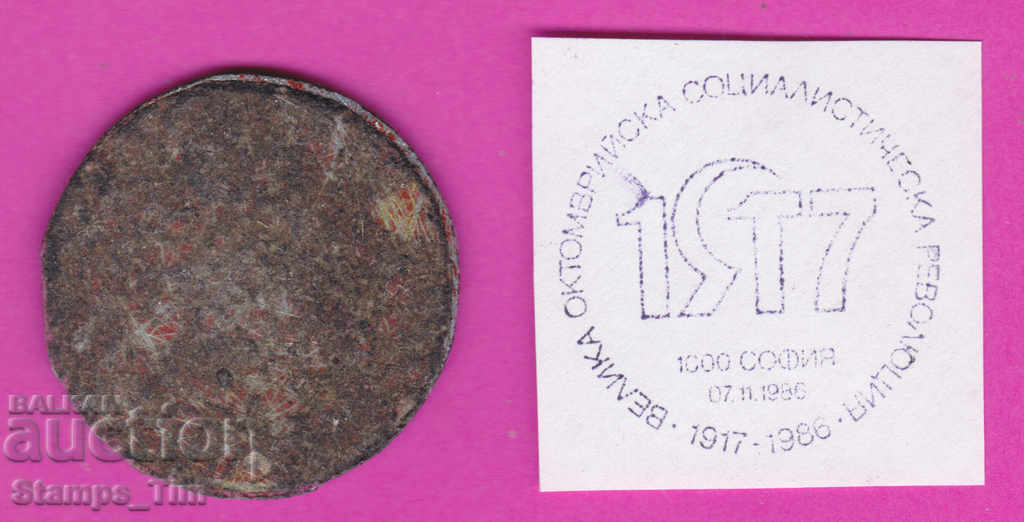 ВЕЛИКА ОКТОМВРИЙСКА СОЦИАЛИСТИЧЕСКА РЕВОЛЮЦИЯ
1917
1000 СОФИЯ
07.11.1986
· 1917-1986 ·
BALKAN
auction
Stamps_Tim